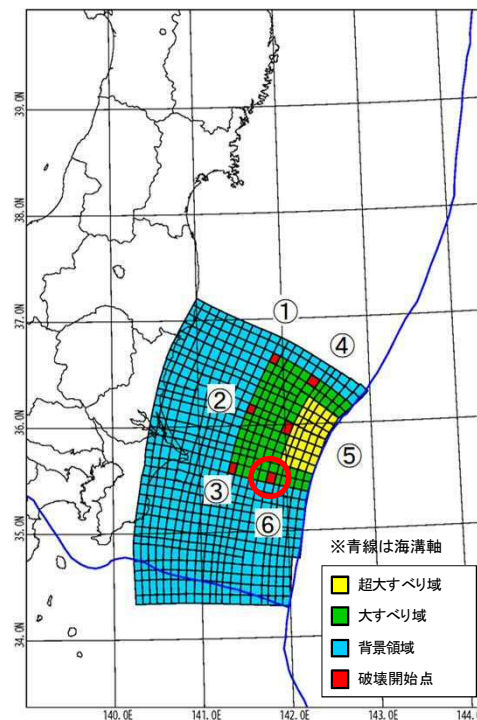 39.0N
38.0N
37.0N
36.0N
35.0N
34.0N
①
④
②
⑤
③
⑥
※青線は海溝軸
超大すべり域
大すべり域
背景領域
破壊開始点
140.0E
141.0E
142.0E
143.0E
144.0E